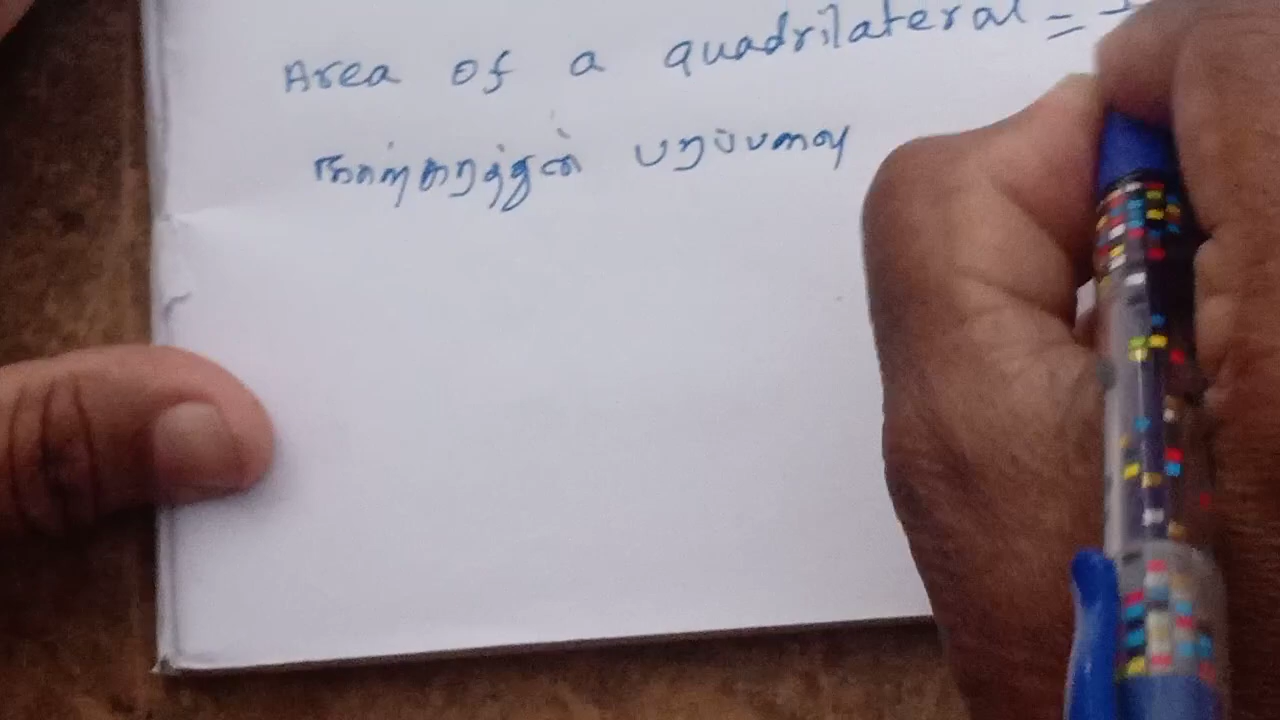 Area of a quadrilateral =
நாற்கரத்தின் பரப்பளவு